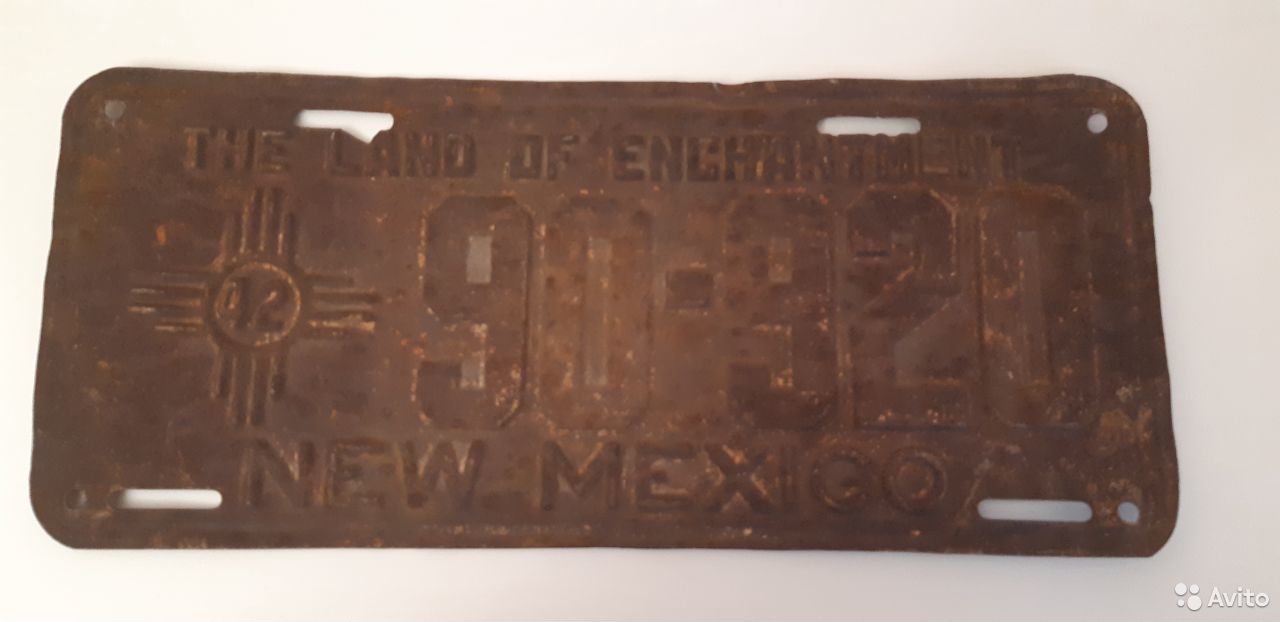 THE LAND OF ENCHANTMENT
42
90-320
NEW MEXICO
Avito